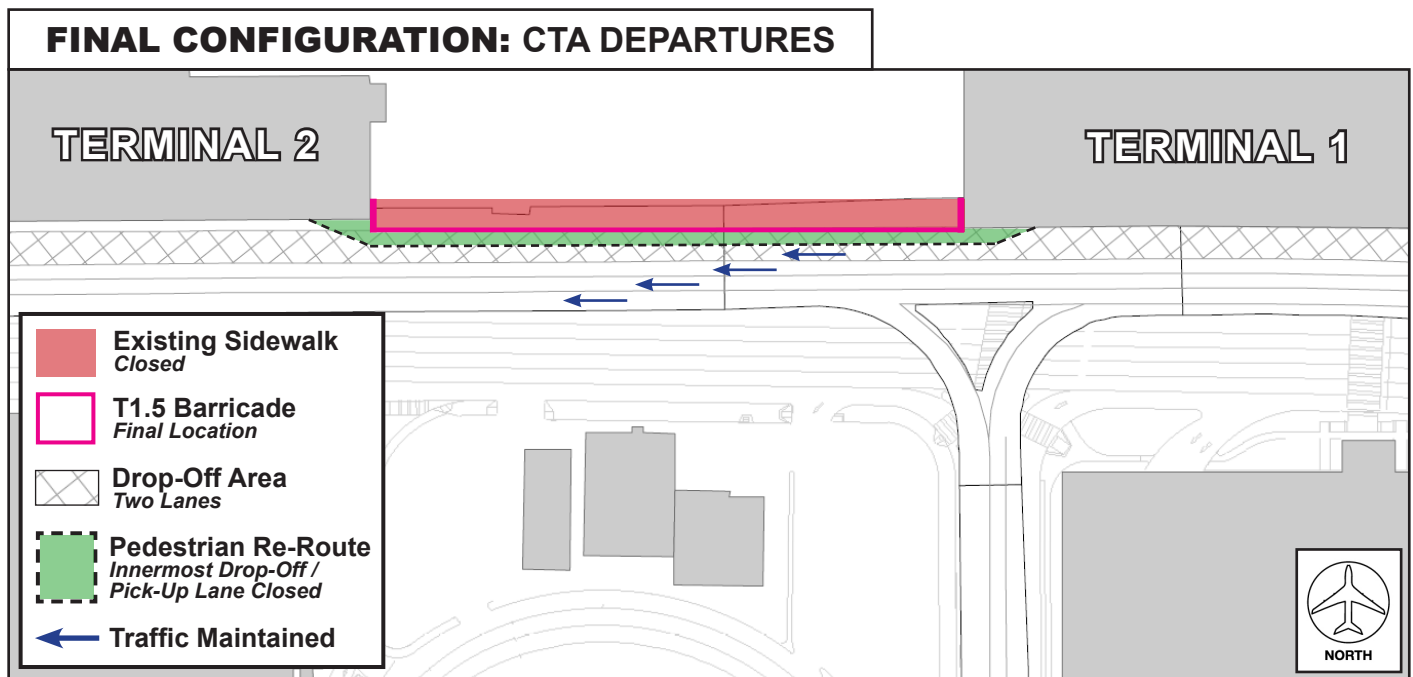 FINAL CONFIGURATION: CTA DEPARTURES
TERMINAL 2
TERMINAL 1
Existing Sidewalk
Closed
T1.5 Barricade
Final Location
Drop-Off Area
Two Lanes
Pedestrian Re-Route
Innermost Drop-Off /
Pick-Up Lane Closed
Traffic Maintained
NORTH